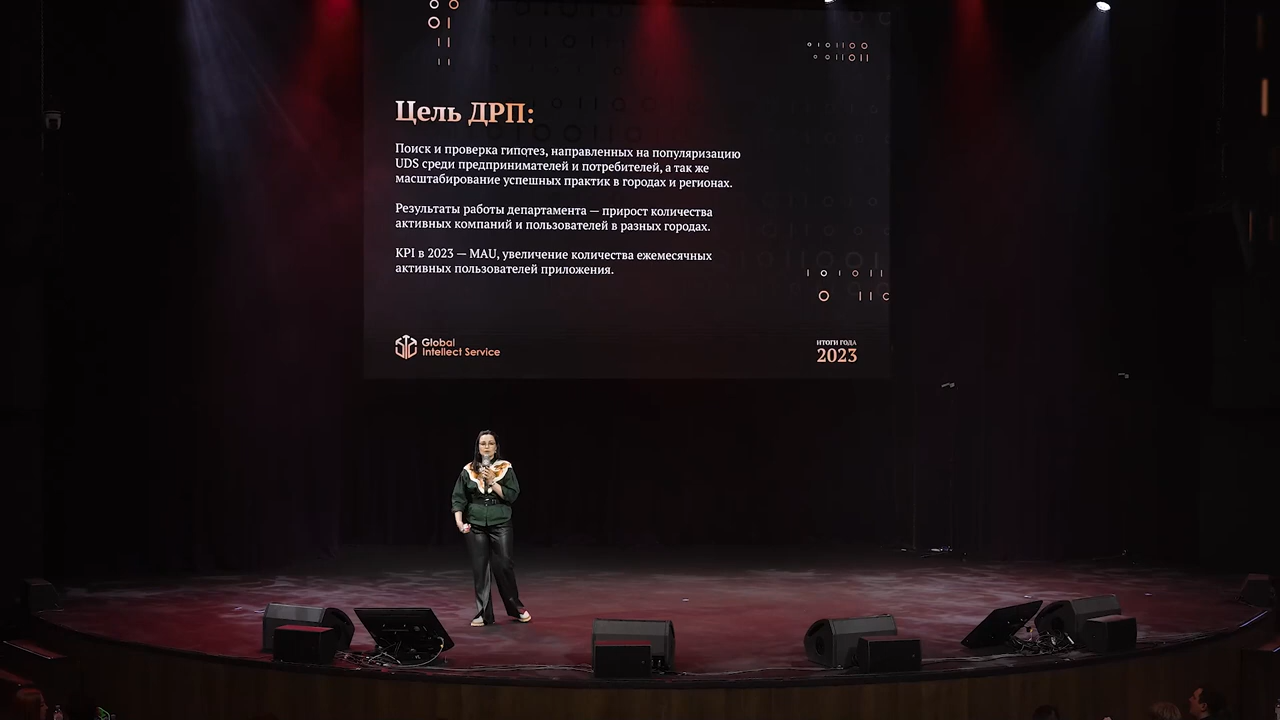 Цель ДРП:
Поиск и проверка гипотез, направленных на популяризацию
UDS среди предпринимателей и потребителей, а так же
масштабирование успешных практик в городах и регионах.
Результаты работы департамента — прирост количества
активных компаний и пользователей в разных городах.
KPI в 2023 — MAU, увеличение количества ежемесячных
активных пользователей приложения.
Global
Intellect Service
ИТОГИ ГОДА
2023